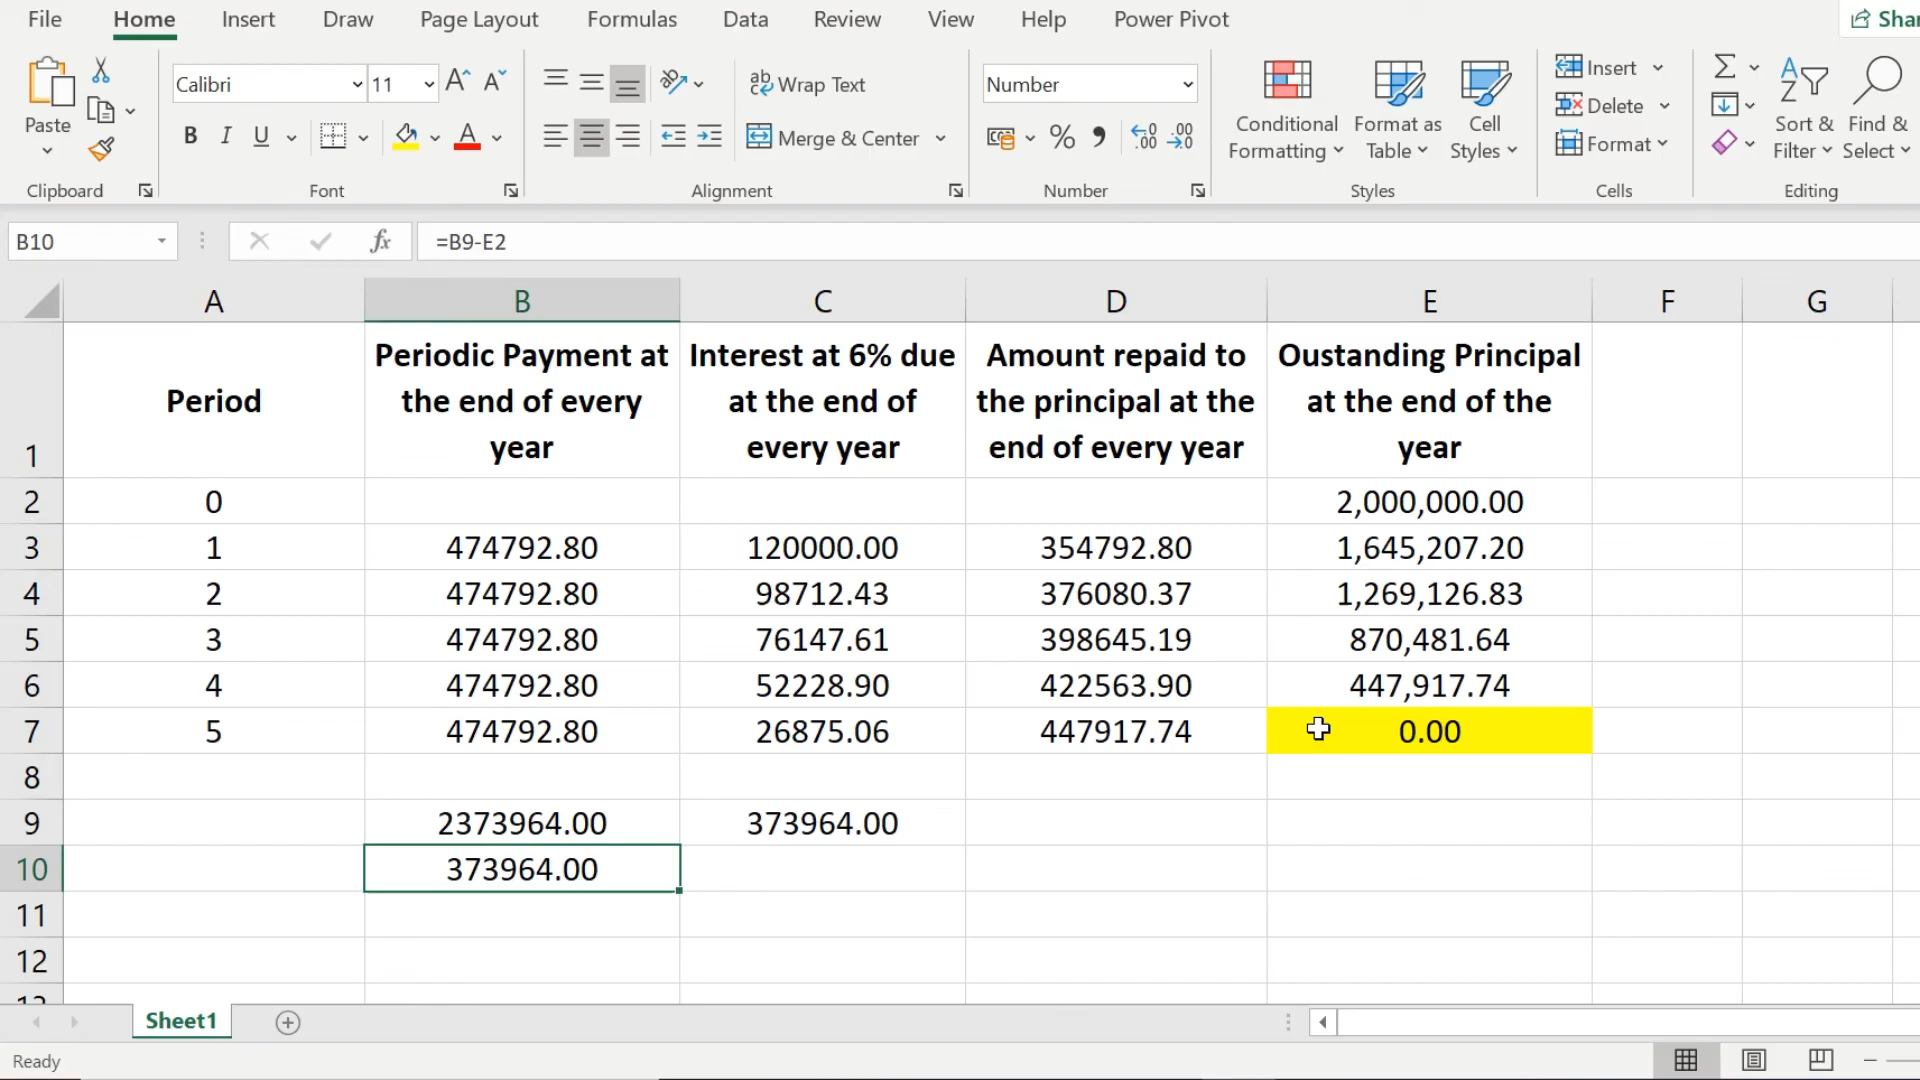 File Home Insert Draw Page Layout Formulas Data Review View Help Power Pivot
Calibri 11 Wrap Text Number Insert
Paste B I U A Merge & Center % Conditional Formatting Format as Table Cell Styles Delete Format Sort & Filter Find & Select
Clipboard Font Alignment Number Styles Cells Editing
B10 fx =B9-E2
A B C D E F G
1 Period Periodic Payment at the end of every year Interest at 6% due at the end of every year Amount repaid to the principal at the end of every year Oustanding Principal at the end of the year
2 0 2,000,000.00
3 1 474792.80 120000.00 354792.80 1,645,207.20
4 2 474792.80 98712.43 376080.37 1,269,126.83
5 3 474792.80 76147.61 398645.19 870,481.64
6 4 474792.80 52228.90 422563.90 447,917.74
7 5 474792.80 26875.06 447917.74 0.00
8
9 2373964.00 373964.00
10 373964.00
11
12
Sheet1
Ready